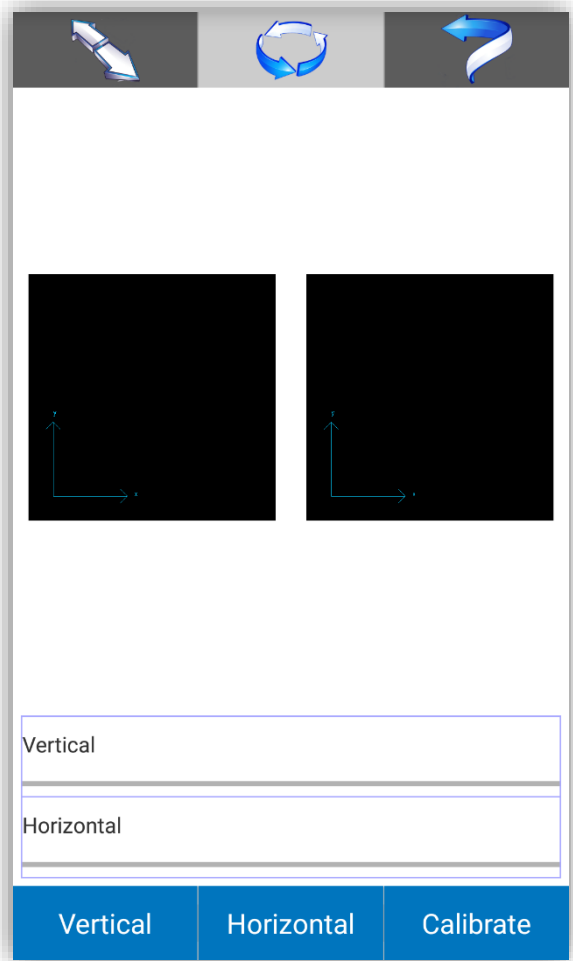 y
x
y
x
Vertical
Horizontal
Vertical
Horizontal
Calibrate